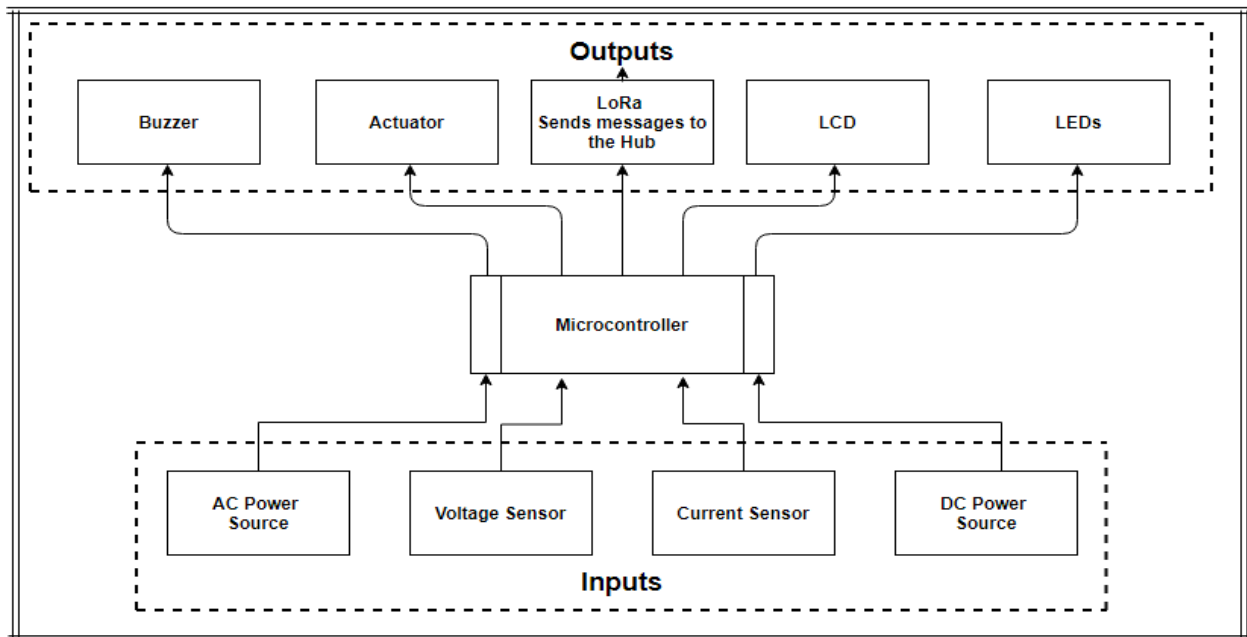 Outputs
Buzzer
Actuator
LoRa
Sends messages to
the Hub
LCD
LEDs
Microcontroller
AC Power
Source
Voltage Sensor
Current Sensor
DC Power
Source
Inputs